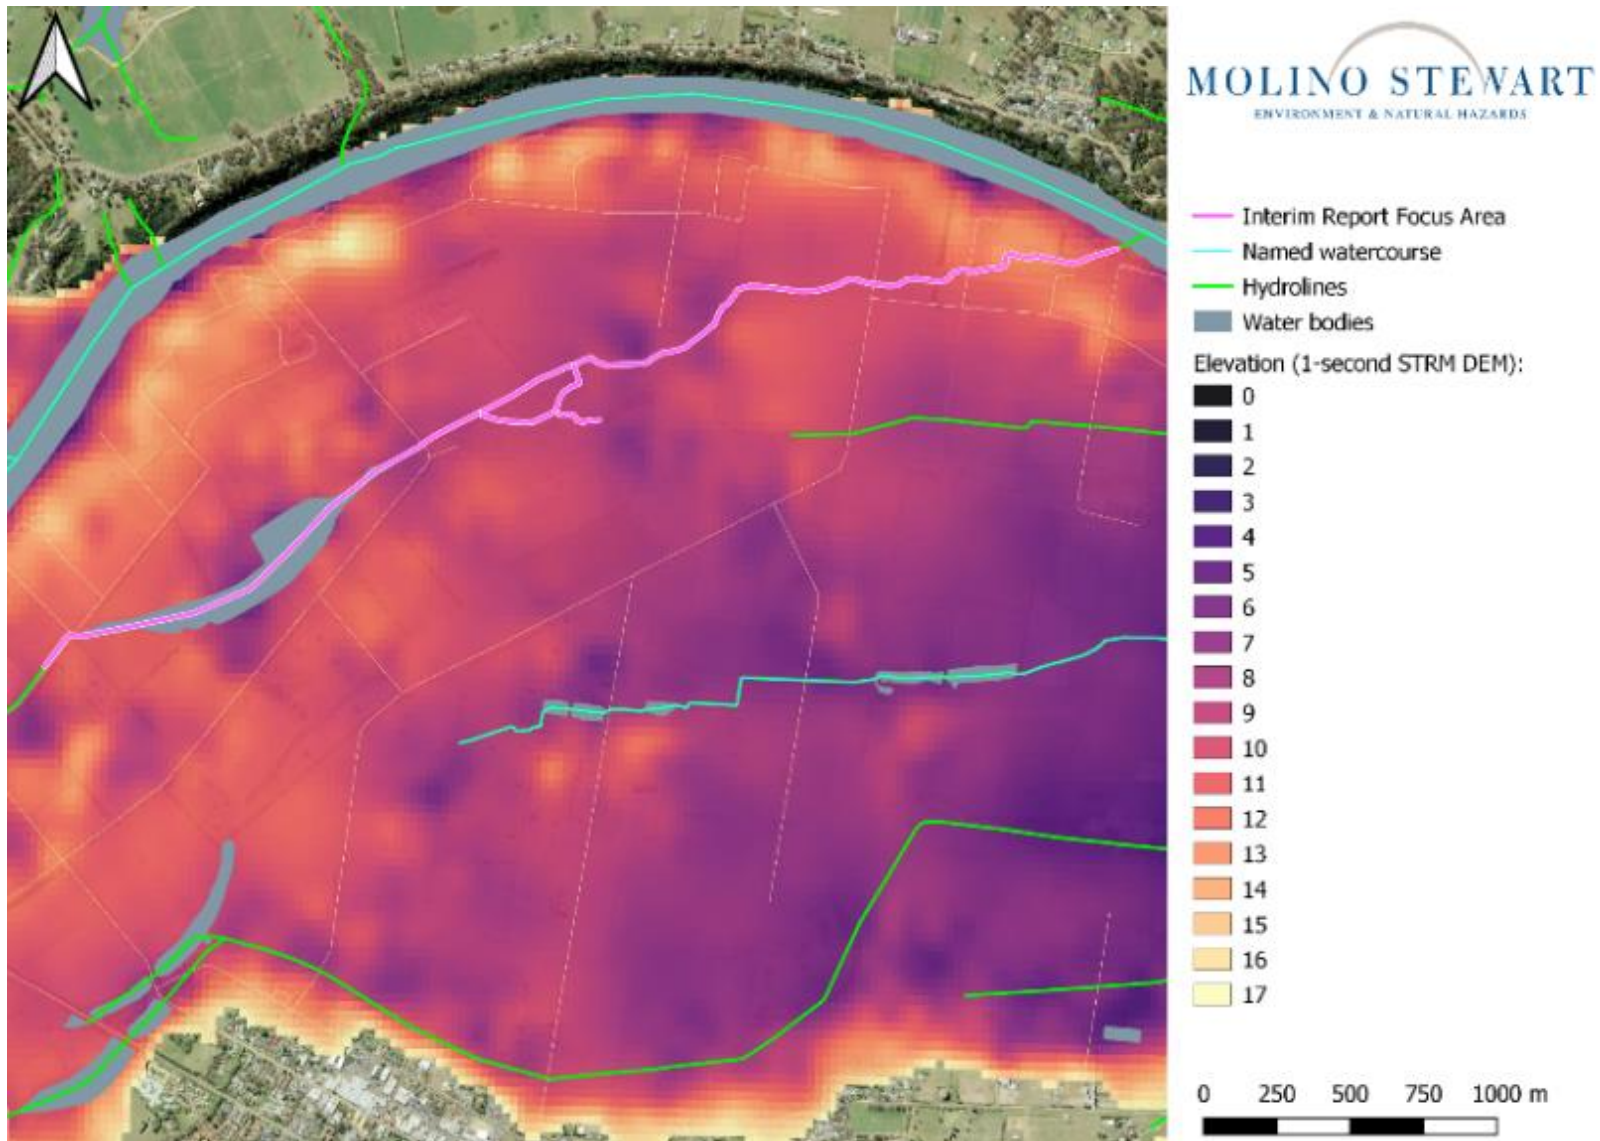 MOLINO STEWART
ENVIRONMENT & NATURAL HAZARDS
Interim Report Focus Area
Named watercourse
Hydrolines
Water bodies
Elevation (1-second STRM DEM):
0
1
2
3
4
5
6
7
8
9
10
11
12
13
14
15
16
17
0 250 500 750 1000 m